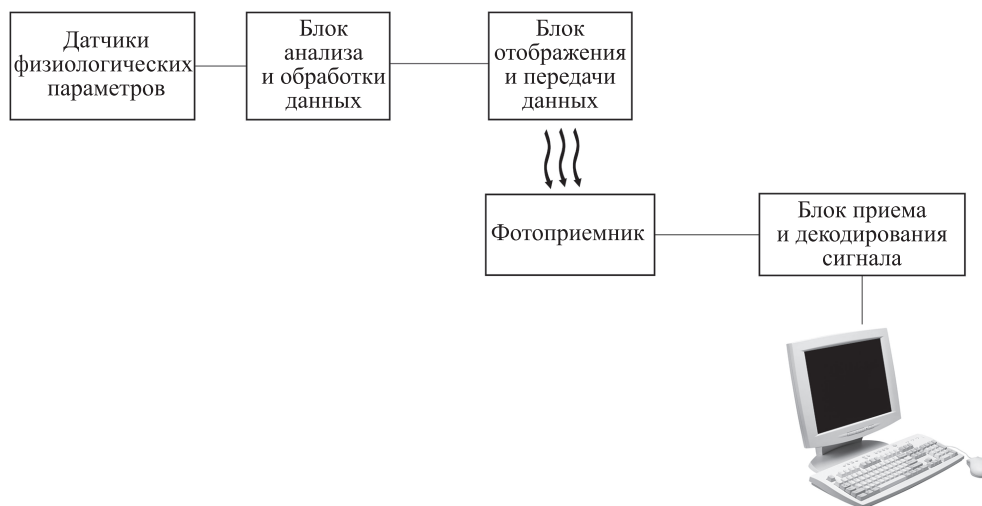 Датчики
физиологических
параметров
Блок
анализа
и обработки
данных
Блок
отображения
и передачи
данных
Фотоприемник
Блок приема
и декодирования
сигнала